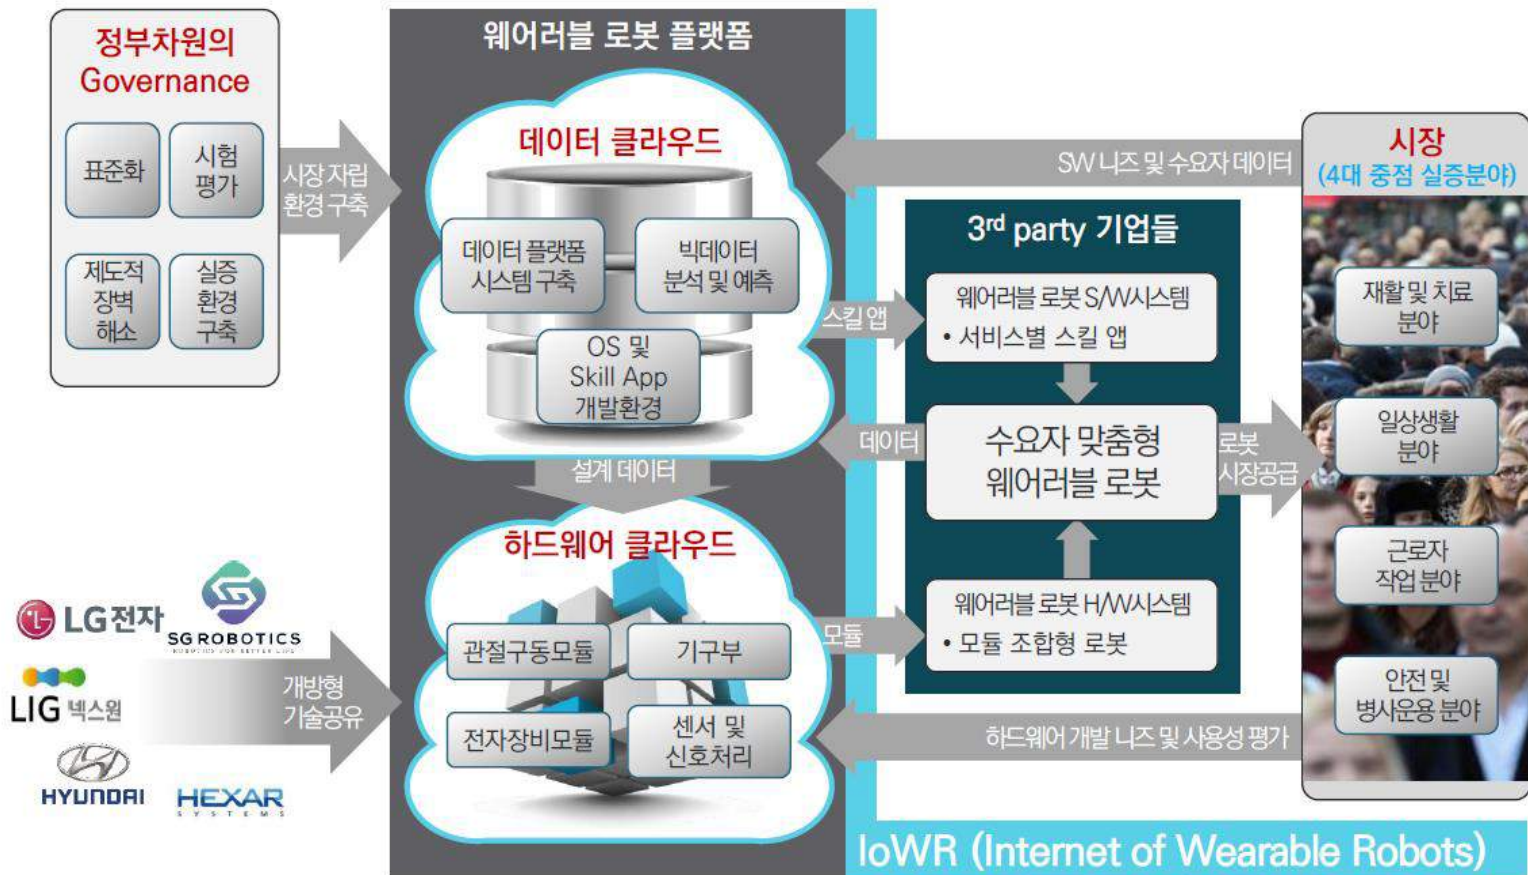 정부차원의
Governance
표준화
시험
평가
제도적
장벽
해소
실증
환경
구축
시장 자립
환경 구축
웨어러블 로봇 플랫폼
데이터 클라우드
데이터 플랫폼
시스템 구축
빅데이터
분석 및 예측
OS 및
Skill App
개발환경
설계 데이터
하드웨어 클라우드
관절구동모듈
기구부
전자장비모듈
센서 및
신호처리
LG전자
SG ROBOTICS
ROBOTICS FOR BETTER LIFE
LIG 넥스원
HYUNDAI
HEXAR
SYSTEMS
개방형
기술공유
SW 니즈 및 수요자 데이터
스킬 앱
데이터
모듈
3rd party 기업들
웨어러블 로봇 S/W시스템
• 서비스별 스킬 앱
수요자 맞춤형
웨어러블 로봇
웨어러블 로봇 H/W시스템
• 모듈 조합형 로봇
로봇
시장공급
하드웨어 개발 니즈 및 사용성 평가
시장
(4대 중점 실증분야)
재활 및 치료
분야
일상생활
분야
근로자
작업 분야
안전 및
병사운용 분야
IoWR (Internet of Wearable Robots)